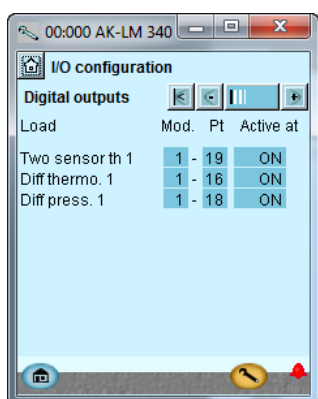 00:000 AK-LM 340
I/O configuration
Digital outputs
Load Mod. Pt Active at
Two sensor th 1 1 - 19 ON
Diff thermo. 1 1 - 16 ON
Diff press. 1 1 - 18 ON